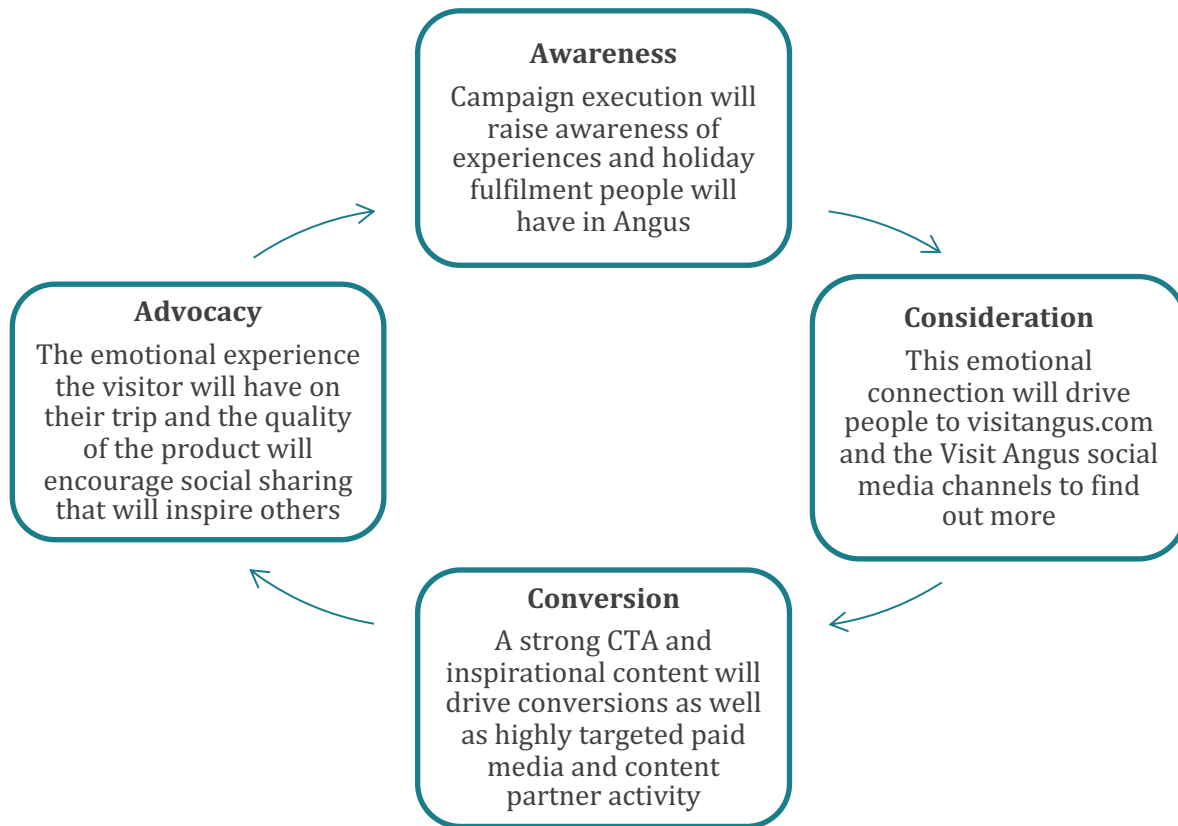 Awareness
Campaign execution will
raise awareness of
experiences and holiday
fulfilment people will
have in Angus
Consideration
This emotional
connection will drive
people to visitangus.com
and the Visit Angus social
media channels to find
out more
Conversion
A strong CTA and
inspirational content will
drive conversions as well
as highly targeted paid
media and content
partner activity
Advocacy
The emotional experience
the visitor will have on
their trip and the quality
of the product will
encourage social sharing
that will inspire others